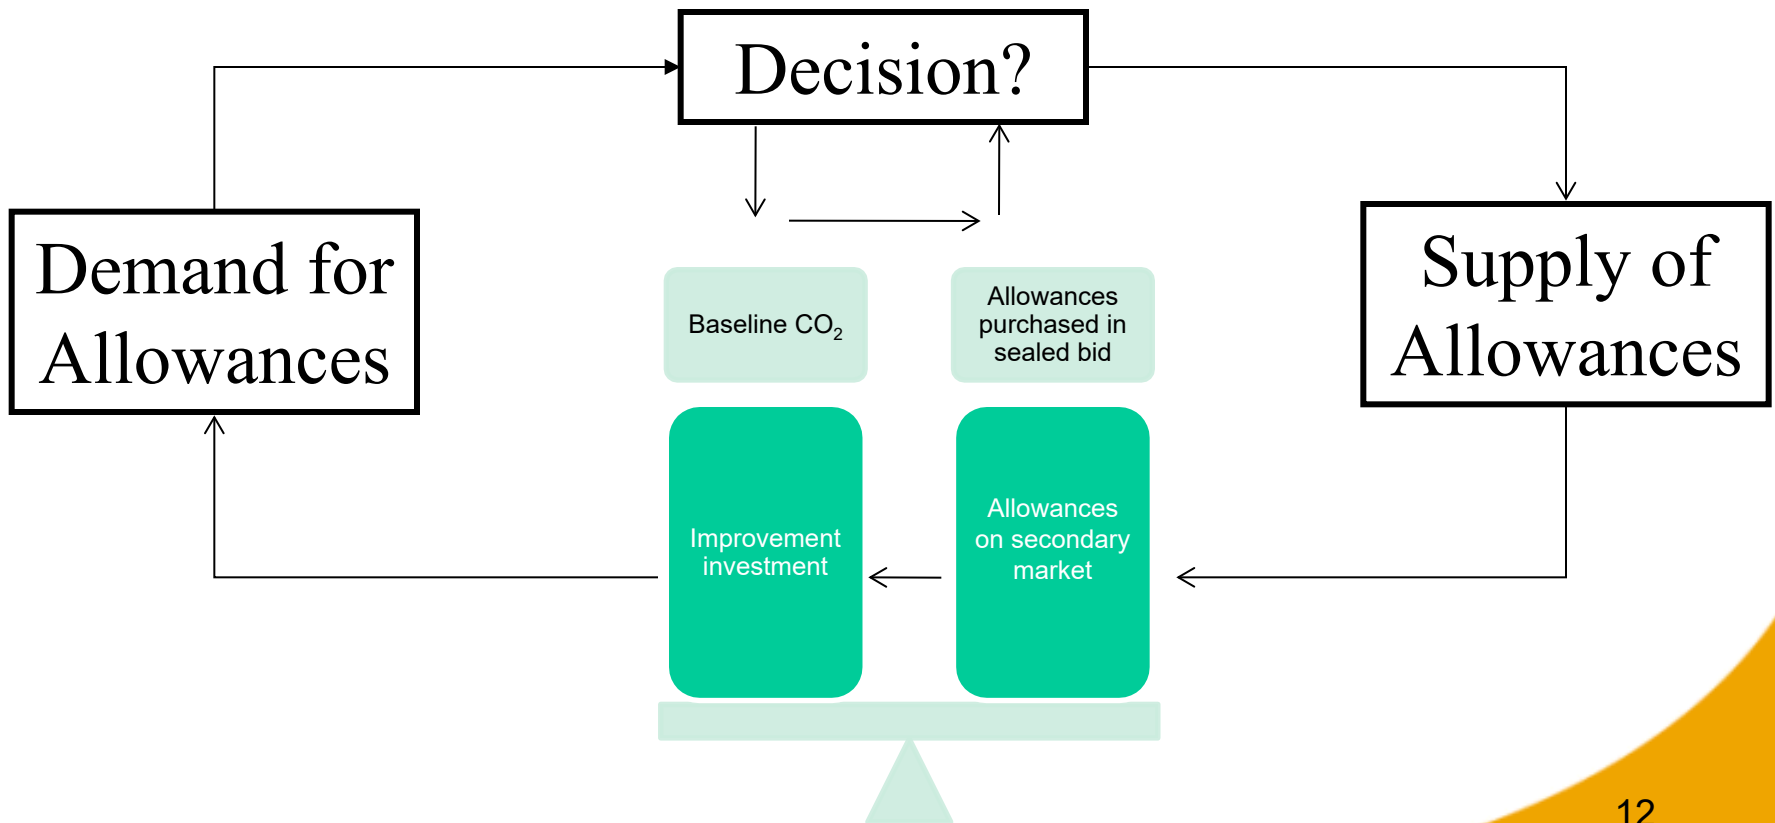 Decision?
Demand for
Allowances
Supply of
Allowances
Baseline CO₂
Allowances
purchased in
sealed bid
Improvement
investment
Allowances
on secondary
market
12